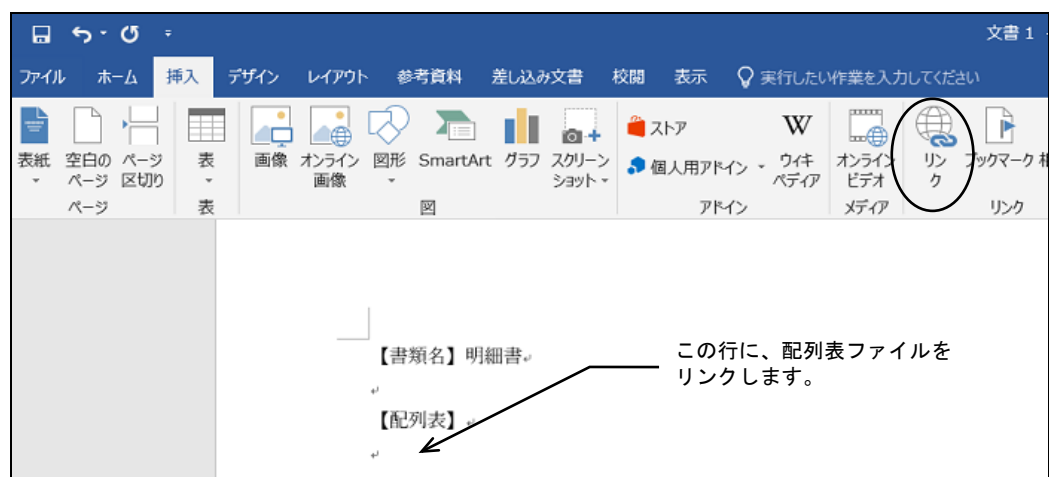 文書 1
ファイル ホーム 挿入 デザイン レイアウト 参考資料 差し込み文書 校閲 表示 実行したい作業を入力してください
表紙 空白の ページ 表 画像 オンライン 図形 SmartArt グラフ スクリーン ストア W ウィキ オンライン リン ブックマーク 相
ページ 区切り 画像 ショット 個人用アドイン ペディア ビデオ ク
ページ 表 図 アドイン メディア リンク
【書類名】明細書
この行に、配列表ファイルを
リンクします。
【配列表】